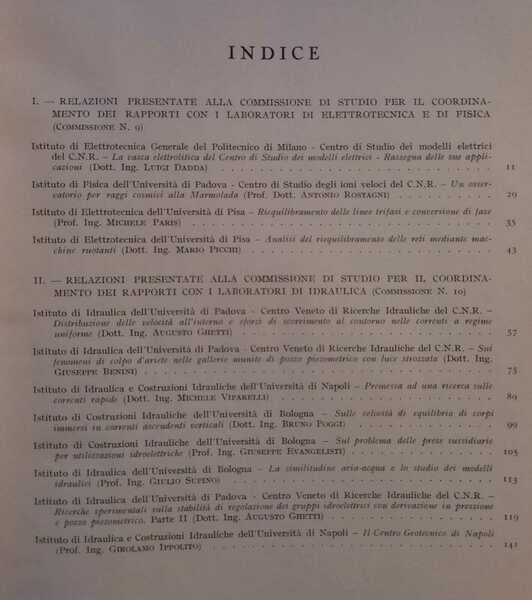 INDICE
I. — RELAZIONI PRESENTATE ALLA COMMISSIONE DI STUDIO PER IL COORDINA-
MENTO DEI RAPPORTI CON I LABORATORI DI ELETTROTECNICA E DI FISICA
(COMMISSIONE N. 9)
Istituto di Elettrotecnica Generale del Politecnico di Milano - Centro di Studio dei modelli elettrici
del C.N.R. – La vasca elettrolitica del Centro di Studio dei modelli elettrici - Rassegna delle sue appli-
cazioni (Dott. Ing. LUIGI DADDA) . . . . . . . . . . 11
Istituto di Fisica dell'Università di Padova - Centro di Studio degli ioni veloci del C.N.R. – Un osser-
vatorio per raggi cosmici alla Marmolada (Prof. Dott. ANTONIO ROSTAGNI) . . . . . . 29
Istituto di Elettrotecnica dell'Università di Pisa – Riequilibramento delle linee trifasi e conversione di fase
(Prof. Ing. MICHELE PARIS) . . . . . . . . . . 35
Istituto di Elettrotecnica dell'Università di Pisa – Analisi del riequilibramento delle reti mediante mac-
chine ruotanti (Dott. Ing. MARIO PICCHI) . . . . . . . . . . 43
II. — RELAZIONI PRESENTATE ALLA COMMISSIONE DI STUDIO PER IL COORDINA-
MENTO DEI RAPPORTI CON I LABORATORI DI IDRAULICA (COMMISSIONE N. 10)
Istituto di Idraulica dell'Università di Padova - Centro Veneto di Ricerche Idrauliche del C.N.R. –
Distribuzione delle velocità all'interno e sforzi di scorrimento al contorno nelle correnti a regime
uniforme (Dott. Ing. AUGUSTO GHETTI) . . . . . . . . . . 57
Istituto di Idraulica dell'Università di Padova - Centro Veneto di Ricerche Idrauliche del C.N.R. – Sui
fenomeni di colpo d'ariete nelle gallerie munite di pozzo piezometrico con luce strozzata (Dott. Ing.
GIUSEPPE BENINI) . . . . . . . . . . 75
Istituto di Idraulica e Costruzioni Idrauliche dell'Università di Napoli – Premessa ad una ricerca sulle
correnti rapide (Dott. Ing. MICHELE VIPARELLI) . . . . . . . . . . 89
Istituto di Costruzioni Idrauliche dell'Università di Bologna – Sulle velocità di equilibrio di corpi
immersi in correnti ascendenti verticali (Dott. Ing. BRUNO POGGI) . . . . . . . . 99
Istituto di Costruzioni Idrauliche dell'Università di Bologna – Sul problema delle prese sussidiarie
per utilizzazioni idroelettriche (Prof. Ing. GIUSEPPE EVANGELISTI) . . . . . . . . 105
Istituto di Idraulica dell'Università di Bologna – La similitudine aria-acqua e lo studio dei modelli
idraulici (Prof. Ing. GIULIO SUPINO) . . . . . . . . . . 113
Istituto di Idraulica dell'Università di Padova - Centro Veneto di Ricerche Idrauliche del C.N.R. –
Ricerche sperimentali sulla stabilità di regolazione dei gruppi idroelettrici con derivazione in pressione
e pozzo piezometrico. Parte II (Dott. Ing. AUGUSTO GHETTI) . . . . . . . . 119
Istituto di Idraulica e Costruzioni Idrauliche dell'Università di Napoli – Il Centro Geotecnico di Napoli
(Prof. Ing. GIROLAMO IPPOLITO) . . . . . . . . . . 141